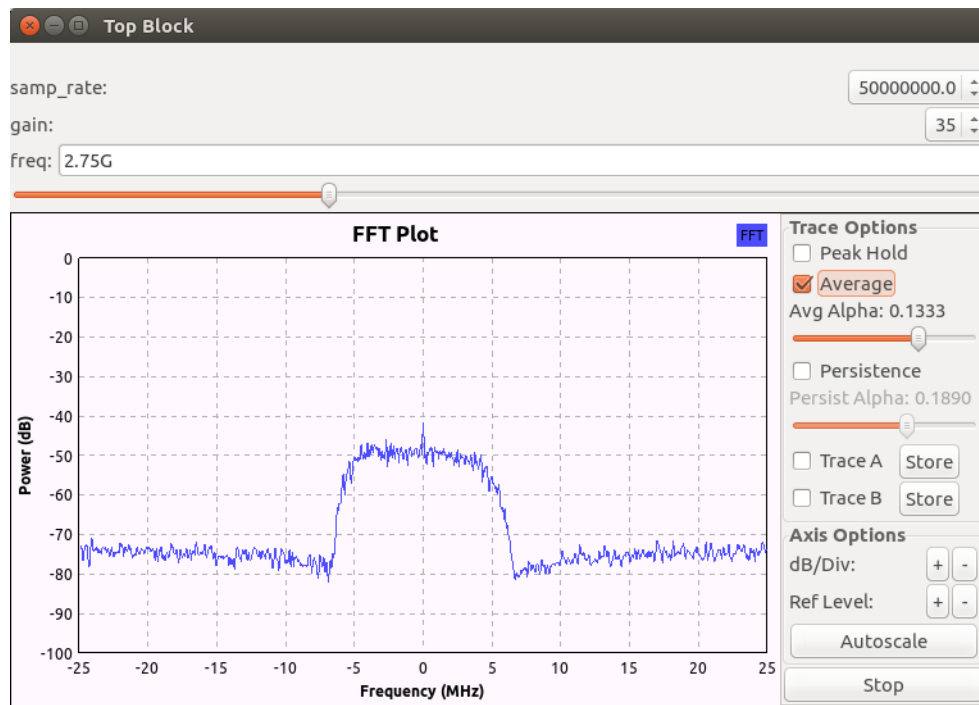 Top Block
samp_rate: 50000000.0
gain: 35
freq: 2.75G
FFT Plot
FFT
0
-10
-20
-30
-40
-50
-60
-70
-80
-90
-100
Power (dB)
-25 -20 -15 -10 -5 0 5 10 15 20 25
Frequency (MHz)
Trace Options
Peak Hold
Average
Avg Alpha: 0.1333
Persistence
Persist Alpha: 0.1890
Trace A Store
Trace B Store
Axis Options
dB/Div: + -
Ref Level: + -
Autoscale
Stop